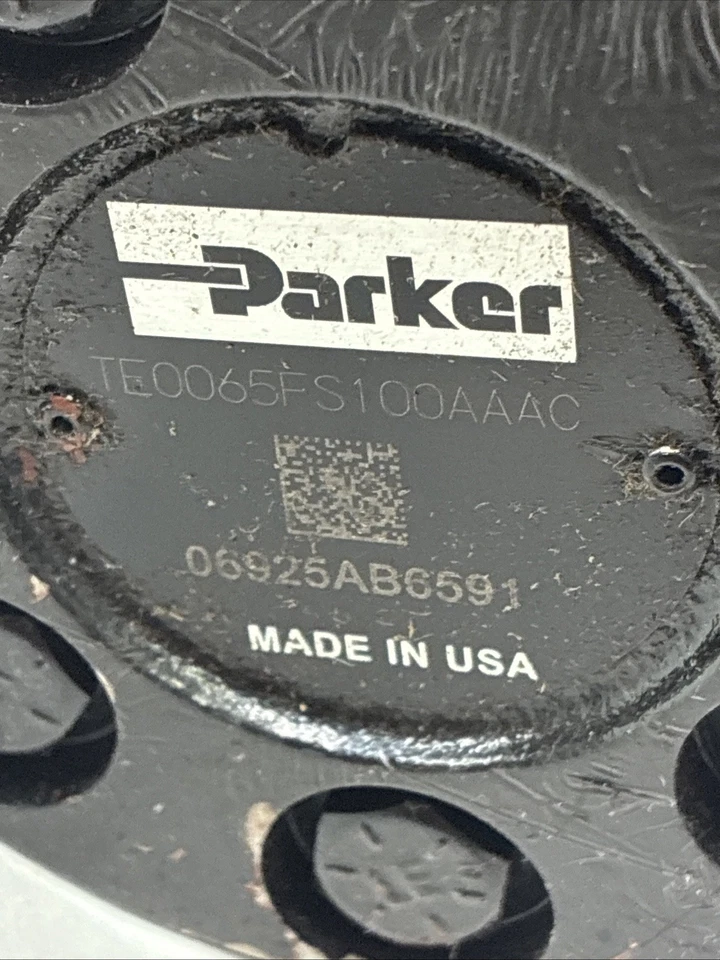 Parker
TE0065FS100AAAC
06925AB6591
MADE IN USA